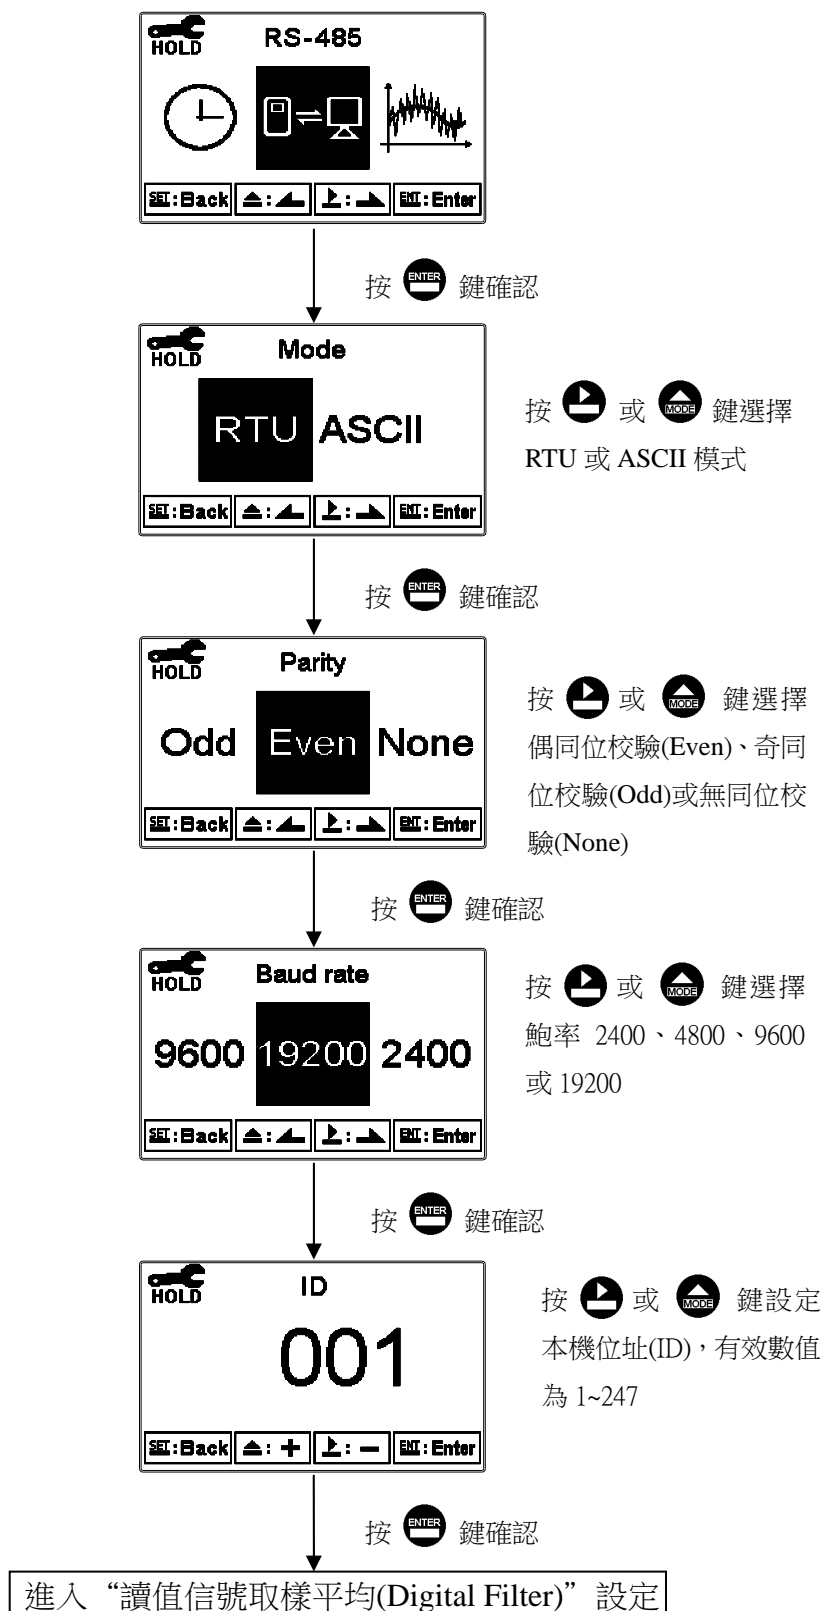 HOLD
RS-485
SET:Back
:
:
ENT:Enter
按 ENTER 鍵確認
HOLD
Mode
RTU ASCII
SET:Back
:
:
ENT:Enter
按 或 MODE 鍵選擇
RTU 或 ASCII 模式
按 ENTER 鍵確認
HOLD
Parity
Odd Even None
SET:Back
:
:
ENT:Enter
按 或 MODE 鍵選擇
偶同位校驗(Even)、奇同
位校驗(Odd)或無同位校
驗(None)
按 ENTER 鍵確認
HOLD
Baud rate
9600 19200 2400
SET:Back
:
:
ENT:Enter
按 或 MODE 鍵選擇
鮑率 2400、4800、9600
或 19200
按 ENTER 鍵確認
HOLD
ID
001
SET:Back
: +
: −
ENT:Enter
按 或 MODE 鍵設定
本機位址(ID)，有效數值
為 1~247
按 ENTER 鍵確認
進入“讀值信號取樣平均(Digital Filter)”設定